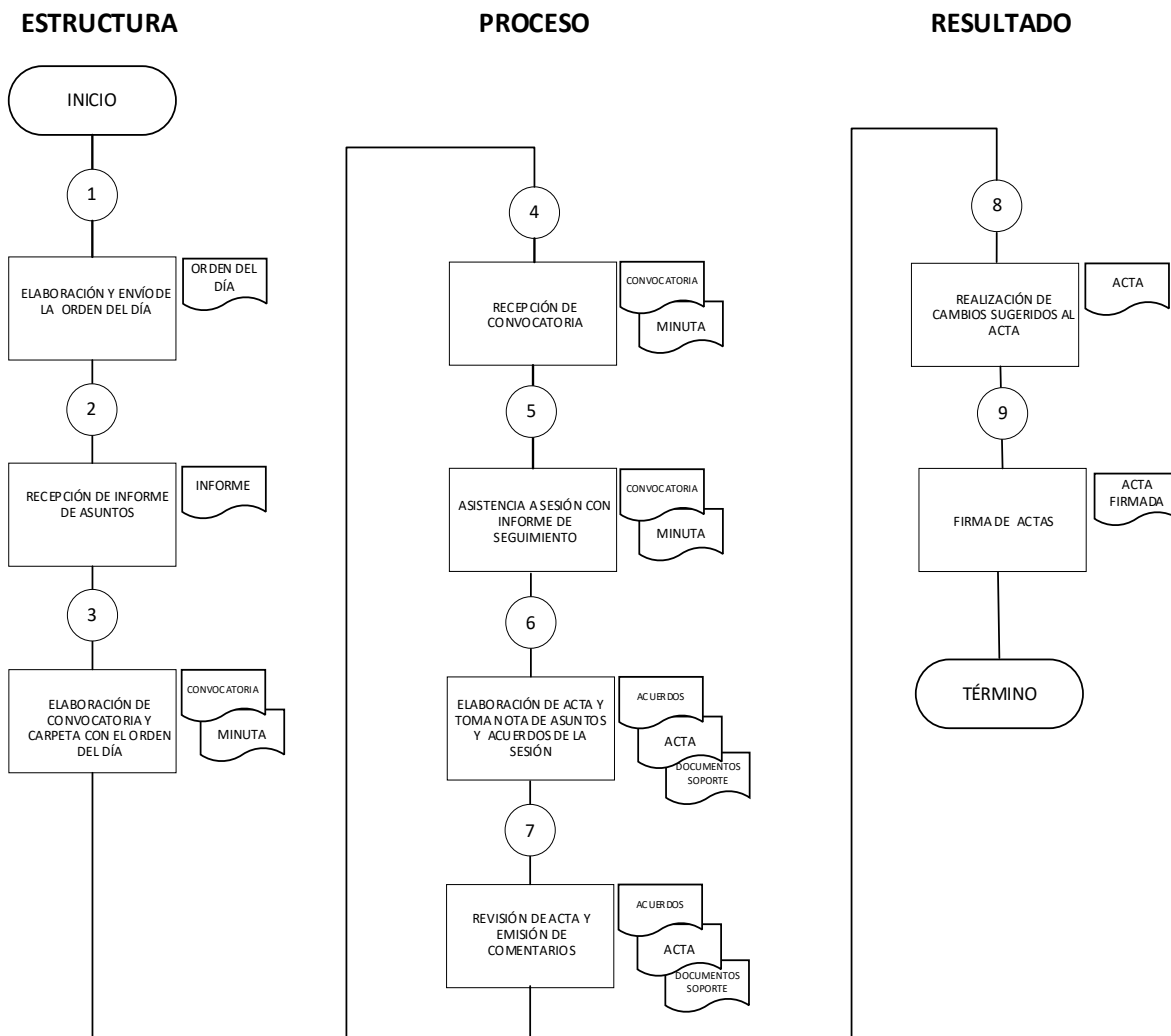 ESTRUCTURA
INICIO
1
ELABORACIÓN Y ENVÍO DE
LA ORDEN DEL DÍA
ORDEN DEL
DÍA
2
RECEPCIÓN DE INFORME
DE ASUNTOS
INFORME
3
ELABORACIÓN DE
CONVOCATORIA Y
CARPETA CON EL ORDEN
DEL DÍA
CONVOCATORIA
MINUTA
PROCESO
4
RECEPCIÓN DE
CONVOCATORIA
CONVOCATORIA
MINUTA
5
ASISTENCIA A SESIÓN CON
INFORME DE
SEGUIMIENTO
CONVOCATORIA
MINUTA
6
ELABORACIÓN DE ACTA Y
TOMA NOTA DE ASUNTOS
Y ACUERDOS DE LA
SESIÓN
ACUERDOS
ACTA
DOCUMENTOS
SOPORTE
7
REVISIÓN DE ACTA Y
EMISIÓN DE
COMENTARIOS
ACUERDOS
ACTA
DOCUMENTOS
SOPORTE
RESULTADO
8
REALIZACIÓN DE
CAMBIOS SUGERIDOS AL
ACTA
ACTA
9
FIRMA DE ACTAS
ACTA
FIRMADA
TÉRMINO